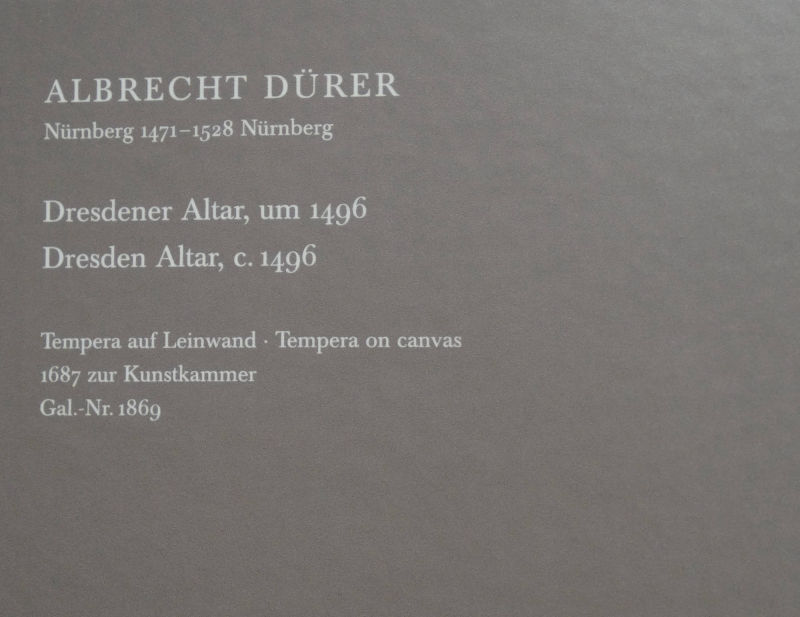 ALBRECHT DÜRER
Nürnberg 1471–1528 Nürnberg
Dresdener Altar, um 1496
Dresden Altar, c. 1496
Tempera auf Leinwand · Tempera on canvas
1687 zur Kunstkammer
Gal.-Nr. 1869